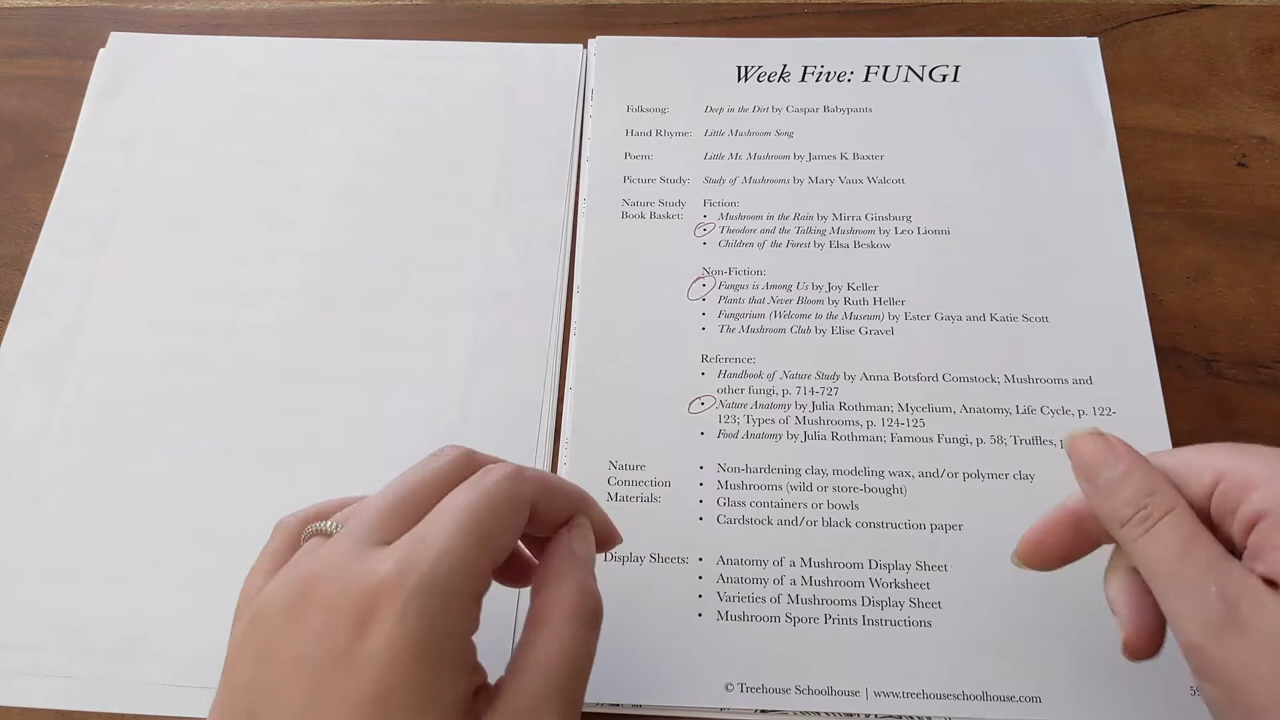 Week Five: FUNGI
Folksong: Deep in the Dirt by Caspar Babypants
Hand Rhyme: Little Mushroom Song
Poem: Little Mr. Mushroom by James K Baxter
Picture Study: Study of Mushrooms by Mary Vaux Walcott
Nature Study Book Basket:
Fiction:
• Mushroom in the Rain by Mirra Ginsburg
• Theodore and the Talking Mushroom by Leo Lionni
• Children of the Forest by Elsa Beskow
Non-Fiction:
• Fungus is Among Us by Joy Keller
• Plants that Never Bloom by Ruth Heller
• Fungarium (Welcome to the Museum) by Ester Gaya and Katie Scott
• The Mushroom Club by Elise Gravel
Reference:
• Handbook of Nature Study by Anna Botsford Comstock; Mushrooms and
other fungi, p. 714-727
• Nature Anatomy by Julia Rothman; Mycelium, Anatomy, Life Cycle, p. 122-
123; Types of Mushrooms, p. 124-125
• Food Anatomy by Julia Rothman; Famous Fungi, p. 58; Truffles,
Nature Connection Materials:
• Non-hardening clay, modeling wax, and/or polymer clay
• Mushrooms (wild or store-bought)
• Glass containers or bowls
• Cardstock and/or black construction paper
Display Sheets: • Anatomy of a Mushroom Display Sheet
• Anatomy of a Mushroom Worksheet
• Varieties of Mushrooms Display Sheet
• Mushroom Spore Prints Instructions
© Treehouse Schoolhouse | www.treehouseschoolhouse.com